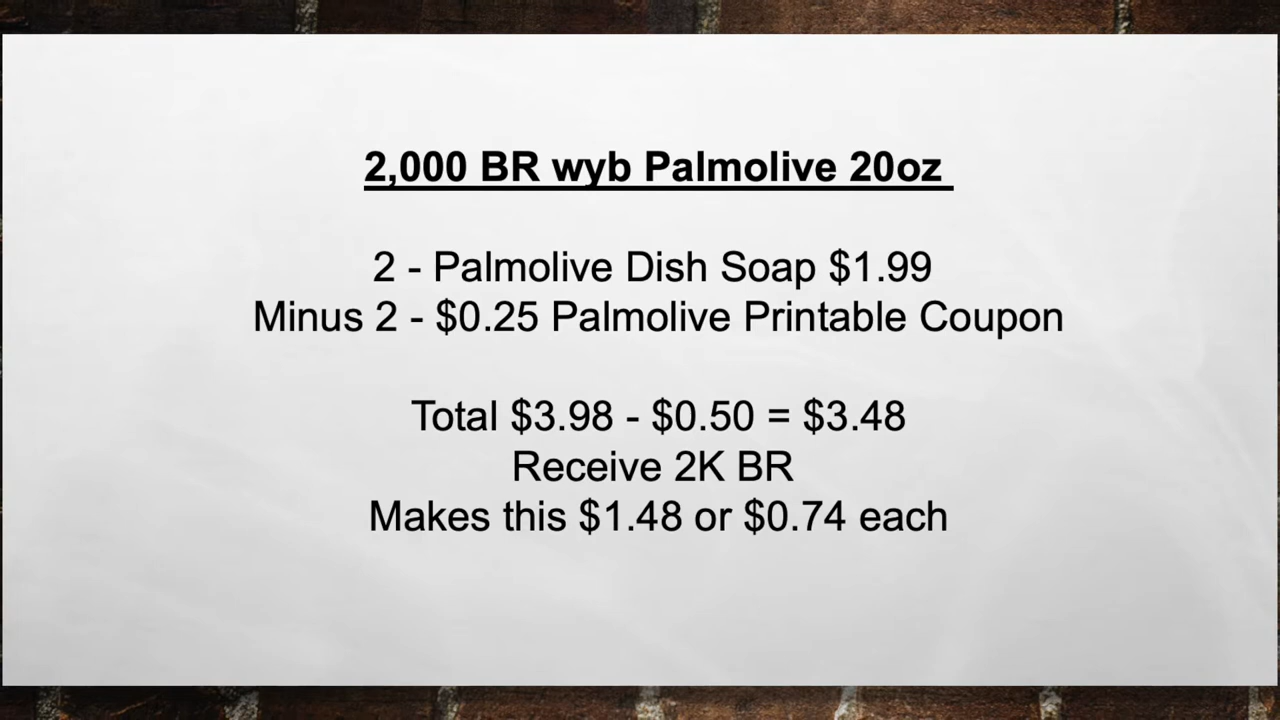 2,000 BR wyb Palmolive 20oz
2 - Palmolive Dish Soap $1.99
Minus 2 - $0.25 Palmolive Printable Coupon
Total $3.98 - $0.50 = $3.48
Receive 2K BR
Makes this $1.48 or $0.74 each